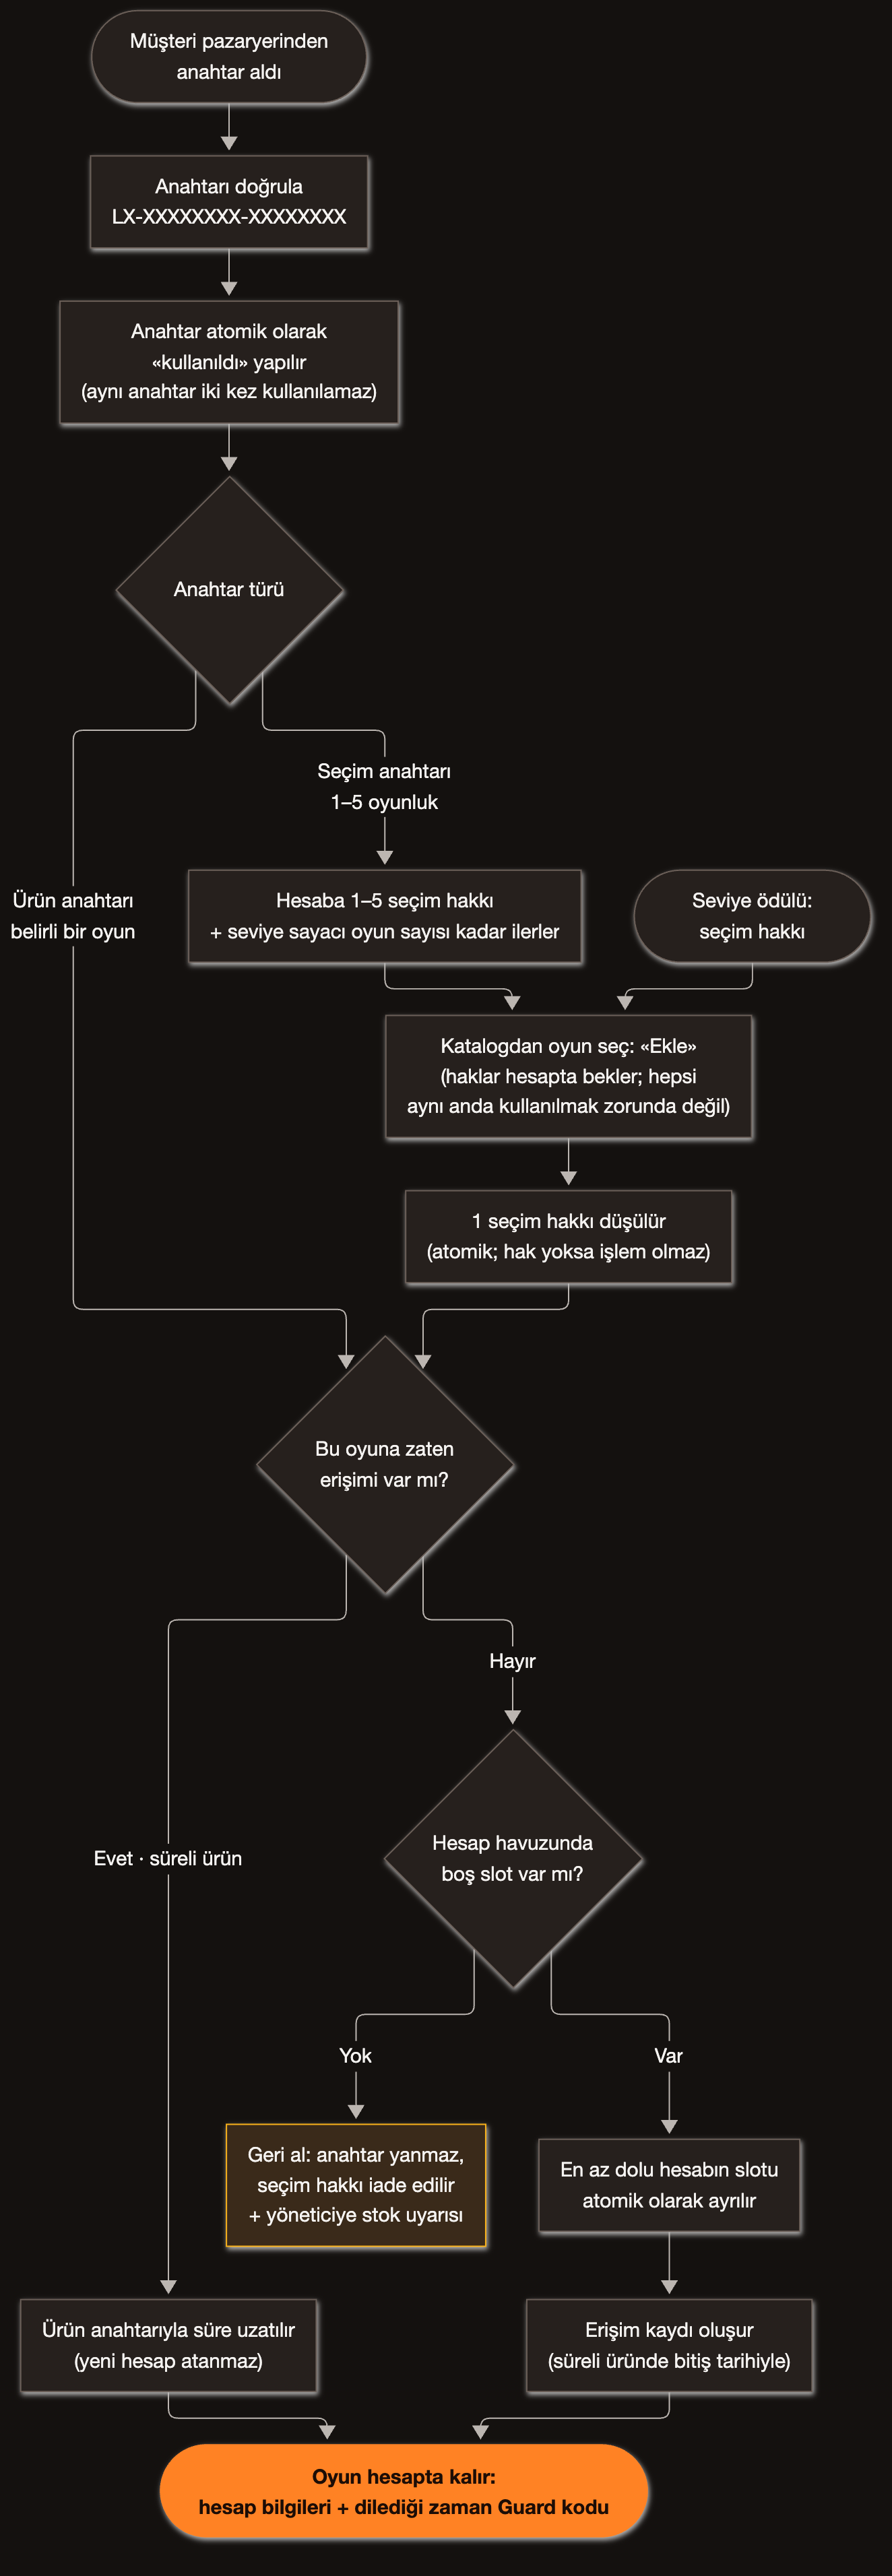 Müşteri pazaryerinden
anahtar aldı
Anahtarı doğrula
LX-XXXXXXXX-XXXXXXXX
Anahtar atomik olarak
«kullanıldı» yapılır
(aynı anahtar iki kez kullanılamaz)
Anahtar türü
Seçim anahtarı
1–5 oyunluk
Ürün anahtarı
belirli bir oyun
Hesaba 1–5 seçim hakkı
+ seviye sayacı oyun sayısı kadar ilerler
Seviye ödülü:
seçim hakkı
Katalogdan oyun seç: «Ekle»
(haklar hesapta bekler; hepsi
aynı anda kullanılmak zorunda değil)
1 seçim hakkı düşülür
(atomik; hak yoksa işlem olmaz)
Bu oyuna zaten
erişimi var mı?
Hayır
Evet · süreli ürün
Hesap havuzunda
boş slot var mı?
Yok
Var
Geri al: anahtar yanmaz,
seçim hakkı iade edilir
+ yöneticiye stok uyarısı
En az dolu hesabın slotu
atomik olarak ayrılır
Ürün anahtarıyla süre uzatılır
(yeni hesap atanmaz)
Erişim kaydı oluşur
(süreli üründe bitiş tarihiyle)
Oyun hesapta kalır:
hesap bilgileri + dilediği zaman Guard kodu